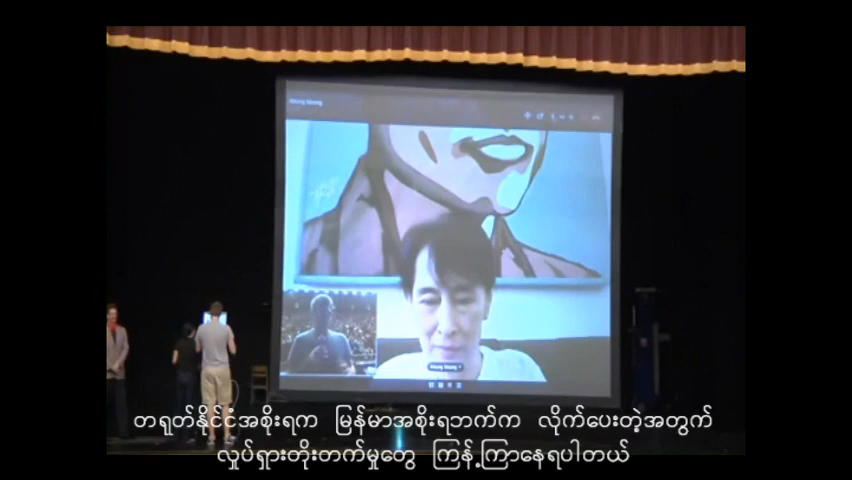 တရုတ်နိုင်ငံအစိုးရက မြန်မာအစိုးရဘက်က လိုက်ပေးတဲ့အတွက်
လှုပ်ရှားတိုးတက်မှုတွေ ကြန့်ကြာနေရပါတယ်